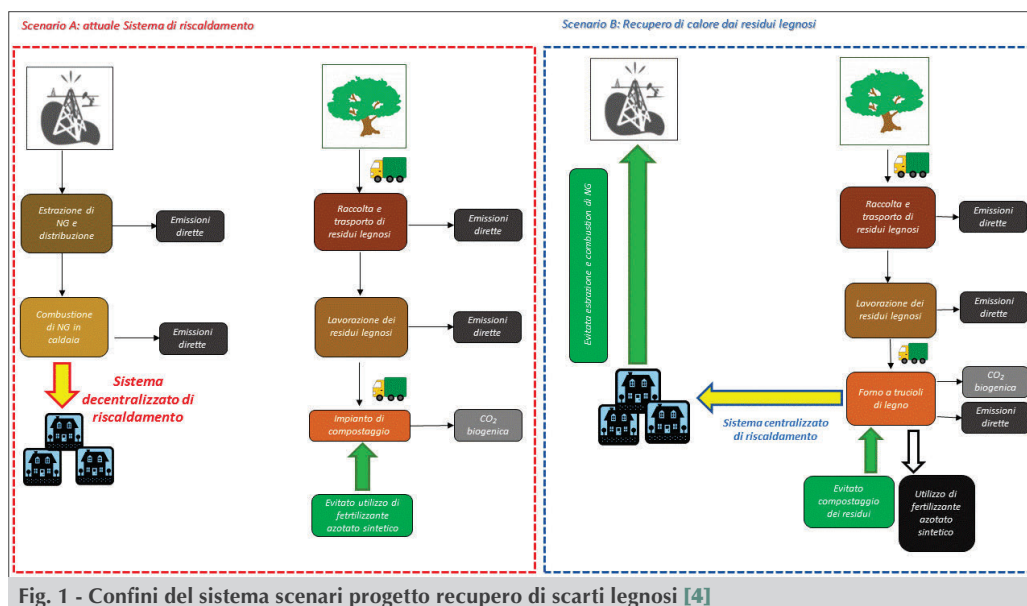 Scenario A: attuale Sistema di riscaldamento
Estrazione di
NG e
distribuzione
Emissioni
dirette
Combustione
di NG in
caldaia
Emissioni
dirette
Sistema
decentralizzato di
riscaldamento
Raccolta e
trasporto di
residui legnosi
Emissioni
dirette
Lavorazione dei
residui legnosi
Emissioni
dirette
Impianto di
compostaggio
CO2
biogenica
Evitato utilizzo di
fetrtilizzante
azotato sintetico
Scenario B: Recupero di calore dai residui legnosi
Evitata estrazione e combustion di NG
Raccolta e
trasporto di
residui legnosi
Emissioni
dirette
Lavorazione dei
residui legnosi
Emissioni
dirette
Forno a trucioli
di legno
CO2
biogenica
Emissioni
dirette
Sistema centralizzato
di riscaldamento
Evitato
compostaggio
dei residui
Utilizzo di
fertilizzante
azotato
sintetico
Fig. 1 - Confini del sistema scenari progetto recupero di scarti legnosi [4]